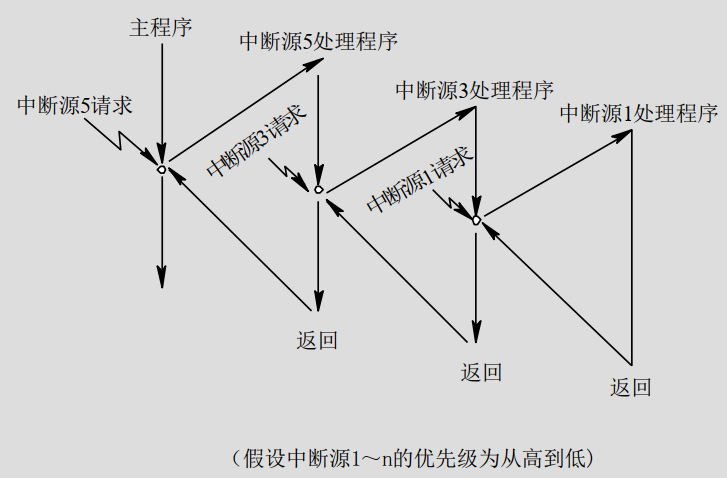 主程序
中断源5处理程序
中断源3处理程序
中断源1处理程序
中断源5请求
中断源3请求
中断源1请求
返回
返回
返回
（假设中断源1～n的优先级为从高到低）